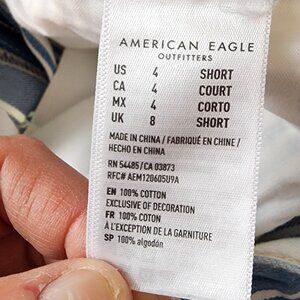 AMERICAN EAGLE
OUTFITTERS
US 4 SHORT
CA 4 COURT
MX 4 CORTO
UK 8 SHORT
MADE IN CHINA / FABRIQUÉ EN CHINE /
HECHO EN CHINA
RN 54485/CA 03873
RFC# AEM120605U9A
EN 100% COTTON
EXCLUSIVE OF DECORATION
FR 100% COTON
À L'EXCEPTION DE LA GARNITURE
SP 100% algodón